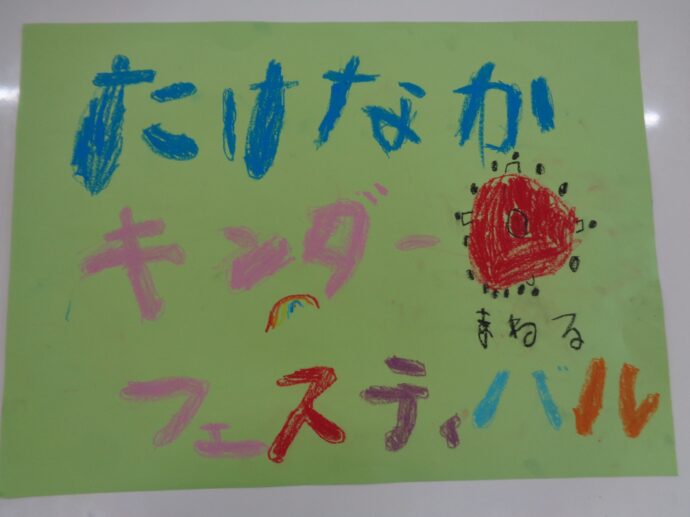 たけなか
キンダー
まねる
フェスティバル